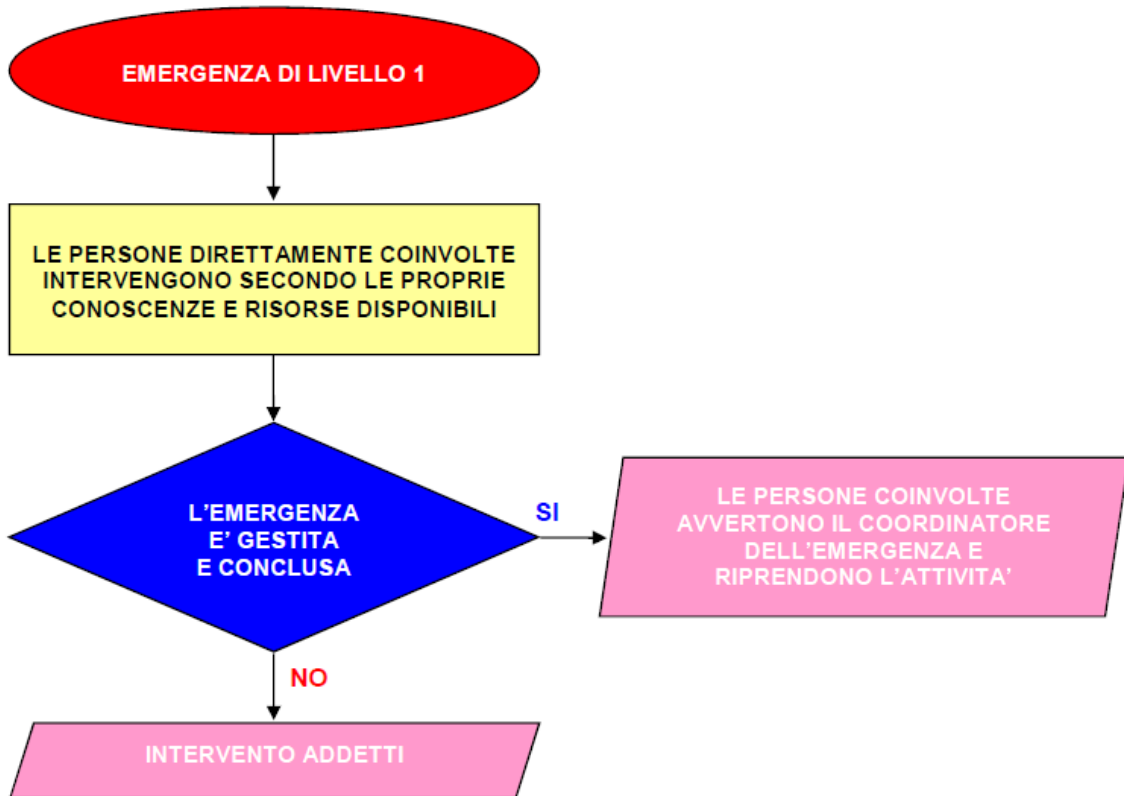 EMERGENZA DI LIVELLO 1
LE PERSONE DIRETTAMENTE COINVOLTE
INTERVENGONO SECONDO LE PROPRIE
CONOSCENZE E RISORSE DISPONIBILI
L'EMERGENZA
E' GESTITA
E CONCLUSA
SI
LE PERSONE COINVOLTE
AVVERTONO IL COORDINATORE
DELL'EMERGENZA E
RIPRENDONO L'ATTIVITA'
NO
INTERVENTO ADDETTI